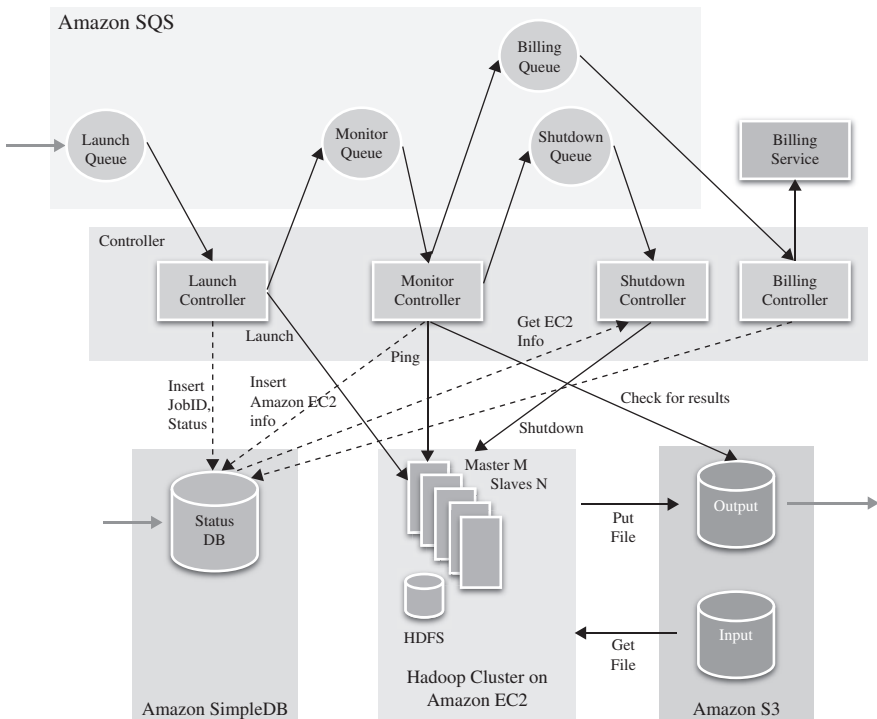 Amazon SQS
Billing
Queue
Launch
Queue
Monitor
Queue
Shutdown
Queue
Billing
Service
Controller
Launch
Controller
Monitor
Controller
Shutdown
Controller
Billing
Controller
Launch
Ping
Get EC2
Info
Insert
JobID,
Status
Insert
Amazon EC2
info
Check for results
Shutdown
Master M
Slaves N
Status
DB
Output
Put
File
HDFS
Input
Get
File
Hadoop Cluster on
Amazon EC2
Amazon SimpleDB
Amazon S3